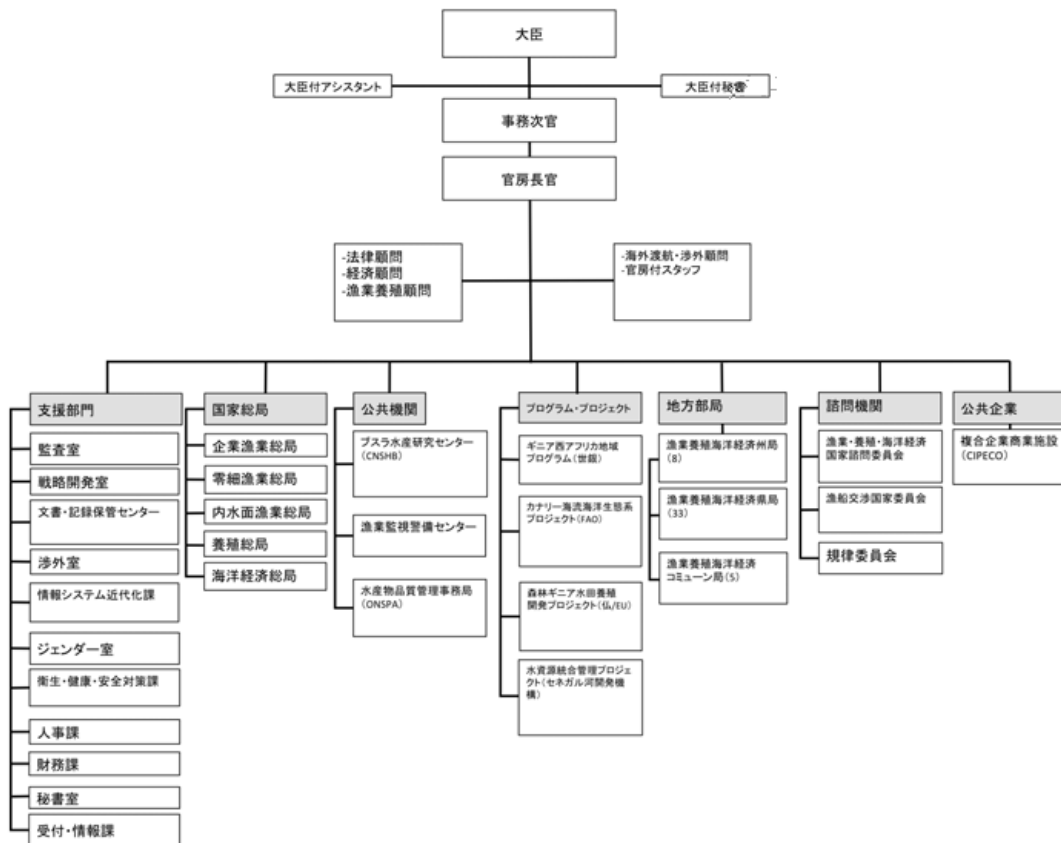 大臣
大臣付アシスタント
大臣付秘書
事務次官
官房長官
-法律顧問
-経済顧問
-漁業養殖顧問
-海外渡航・渉外顧問
-官房付スタッフ
支援部門
監査室
戦略開発室
文書・記録保管センター
渉外室
情報システム近代化課
ジェンダー室
衛生・健康・安全対策課
人事課
財務課
秘書室
受付・情報課
国家総局
企業漁業総局
零細漁業総局
内水面漁業総局
養殖総局
海洋経済総局
公共機関
ブスラ水産研究センター
(CNSHB)
漁業監視警備センター
水産物品質管理事務局
(ONSPA)
プログラム・プロジェクト
ギニア西アフリカ地域
プログラム(世銀)
カナリー海流海洋生態系
プロジェクト(FAO)
森林ギニア水田養殖
開発プロジェクト(仏/EU)
水資源統合管理プロジェ
クト(セネガル河開発機
構)
地方部局
漁業養殖海洋経済州局
(8)
漁業養殖海洋経済県局
(33)
漁業養殖海洋経済
コミューン局(5)
諮問機関
漁業・養殖・海洋経済
国家諮問委員会
漁船交渉国家委員会
規律委員会
公共企業
複合企業商業施設
(CIPECO)